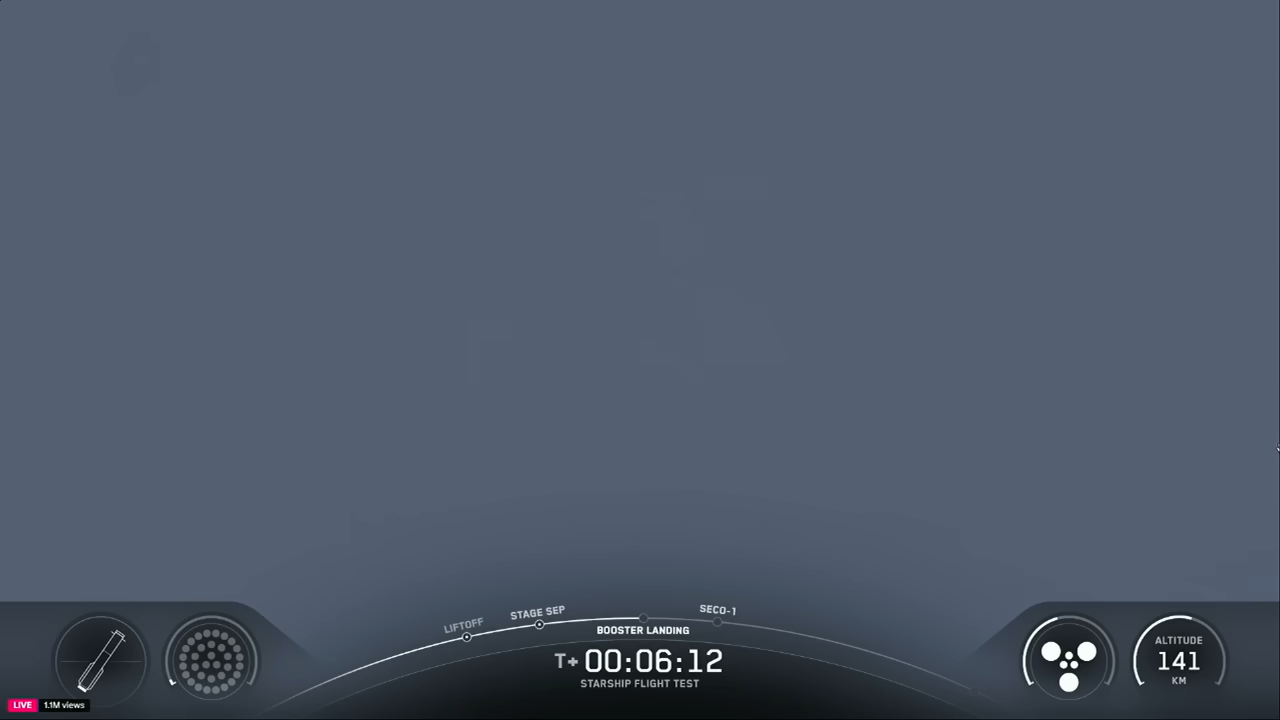 LIFTOFF
STAGE SEP
BOOSTER LANDING
SECO-1
T+ 00:06:12
STARSHIP FLIGHT TEST
ALTITUDE
141
KM
LIVE 1.1M views